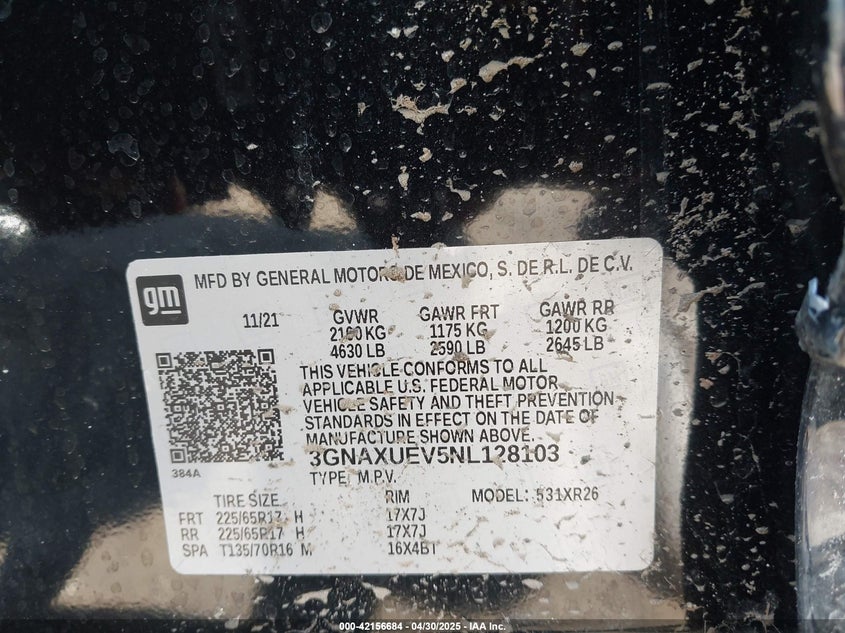 gm
MFD BY GENERAL MOTORS DE MEXICO, S. DE R.L. DE C.V.
11/21 GVWR GAWR FRT GAWR RR
2100 KG 1175 KG 1200 KG
4630 LB 2590 LB 2645 LB
THIS VEHICLE CONFORMS TO ALL
APPLICABLE U.S. FEDERAL MOTOR
VEHICLE SAFETY AND THEFT PREVENTION
STANDARDS IN EFFECT ON THE DATE OF
MANUFACTURE SHOWN ABOVE.
384A
3GNAXUEV5NL128103
TYPE: M.P.V.
TIRE SIZE RIM MODEL: 531XR26
FRT 225/65R17 H 17X7J
RR 225/65R17 H 17X7J
SPA T135/70R16 M 16X4BT
000-42156684 - 04/30/2025 - IAA Inc.